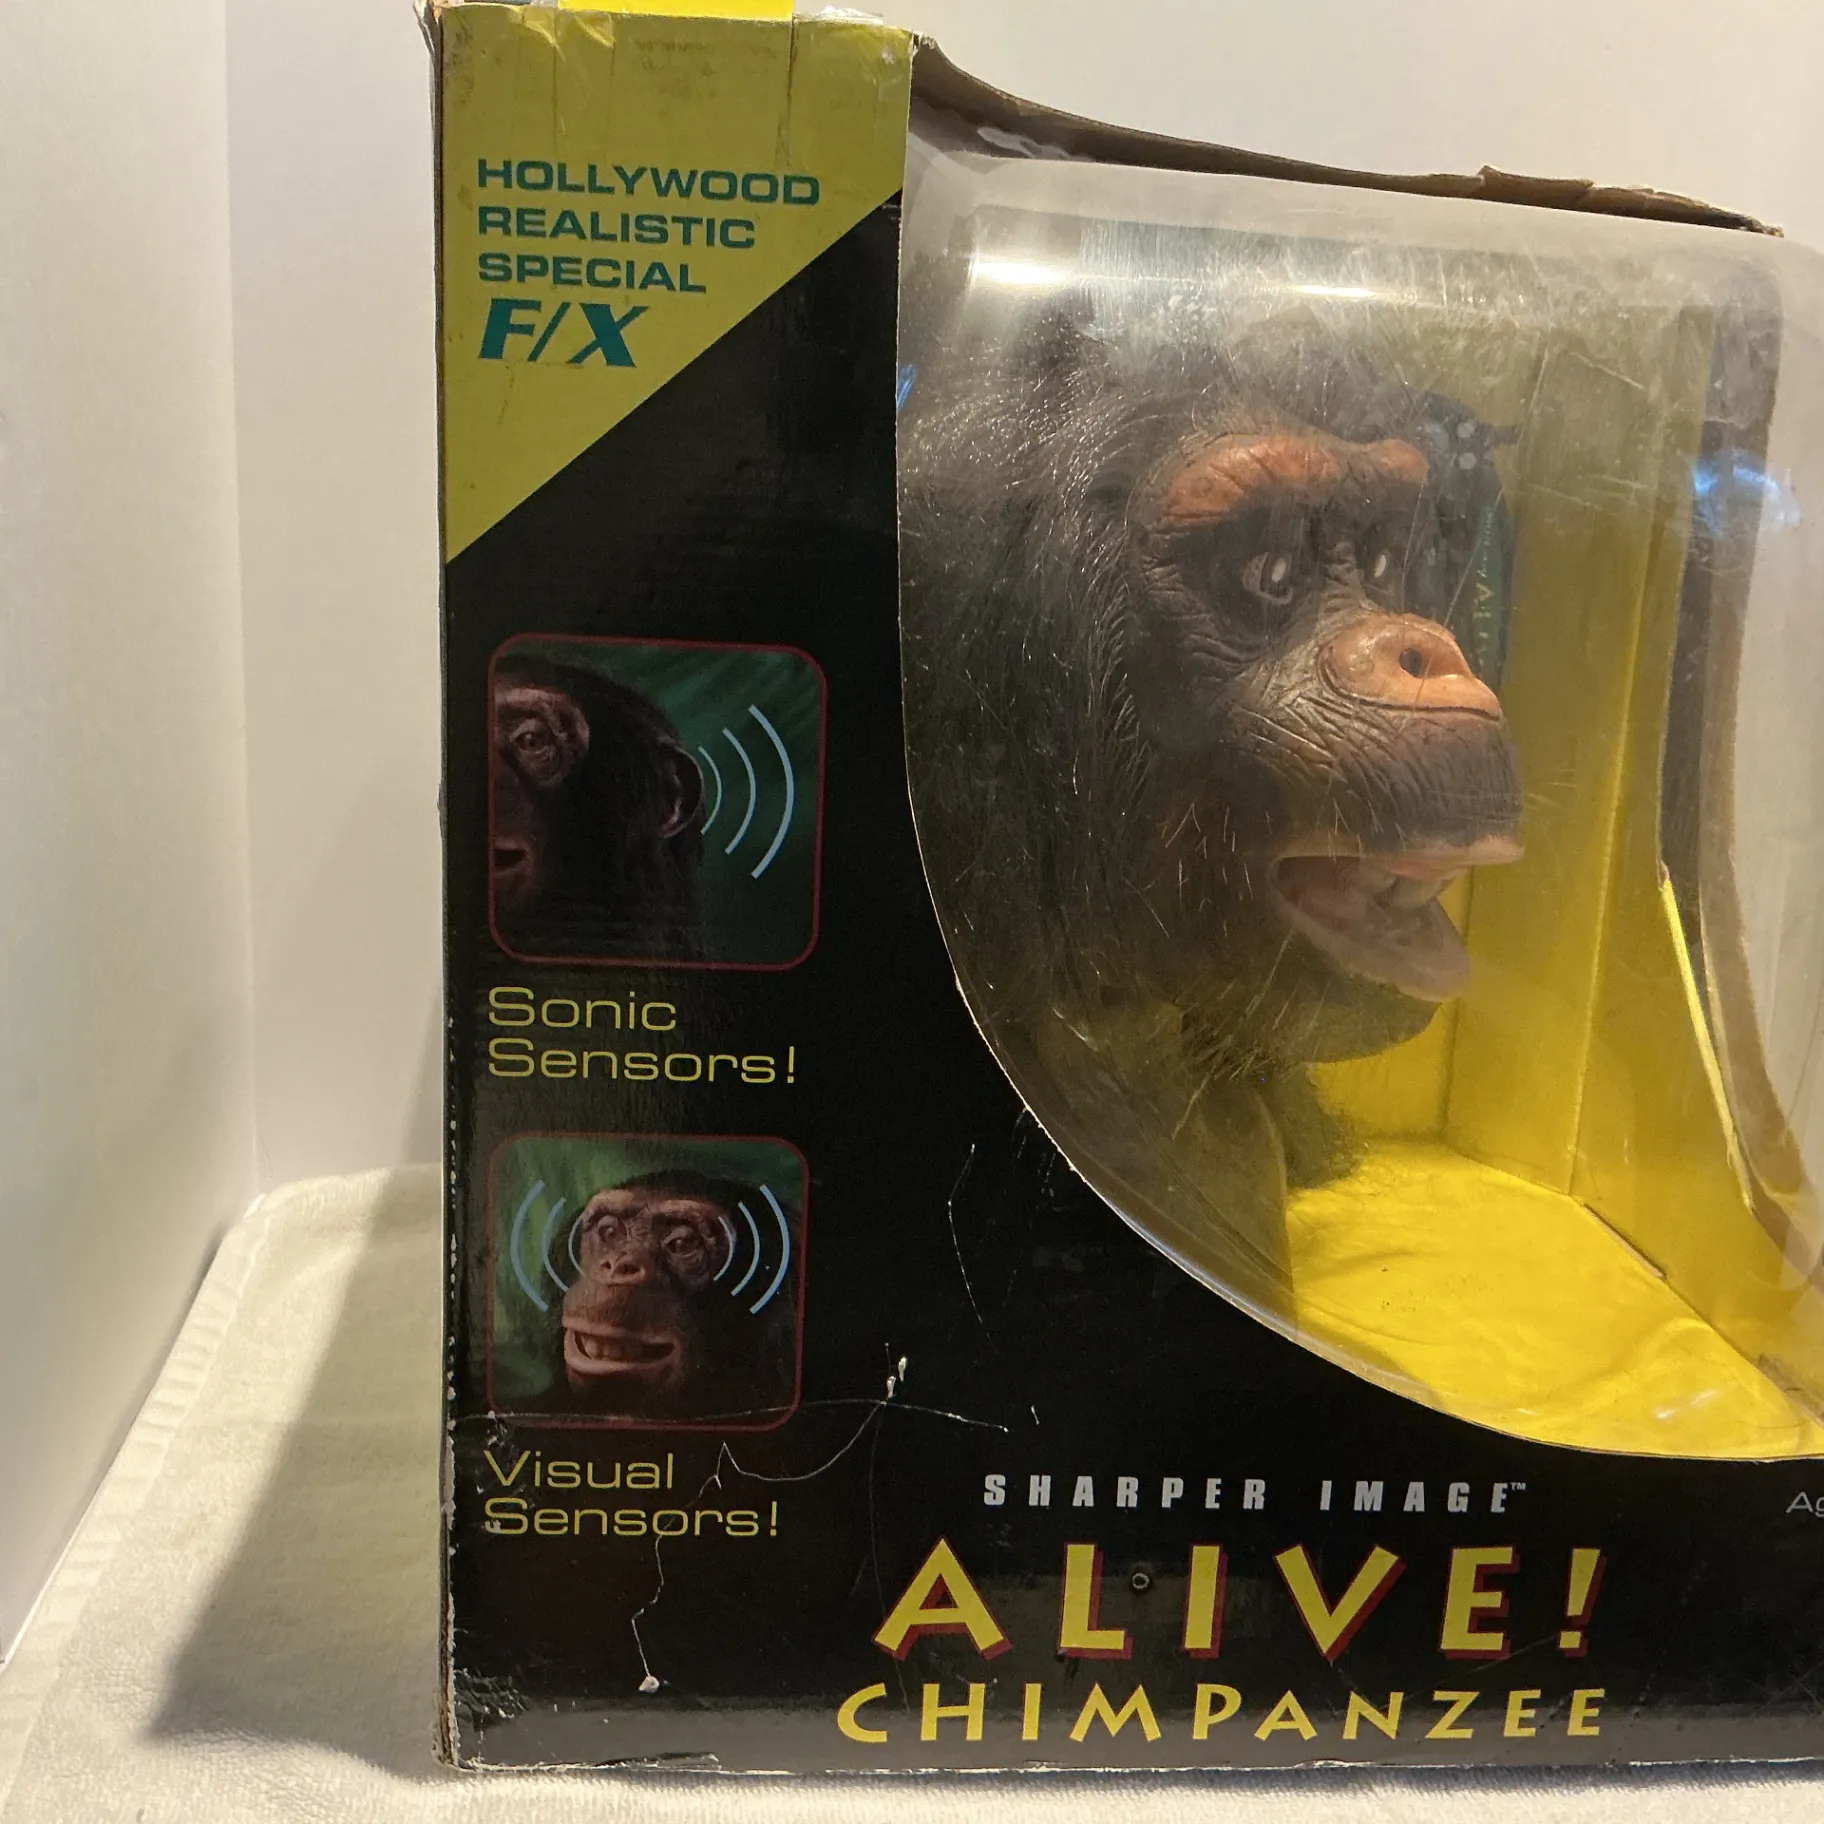 HOLLYWOOD
REALISTIC
SPECIAL
F/X
Sonic
Sensors!
Visual
Sensors!
SHARPER IMAGE™
ALIVE!
CHIMPANZEE